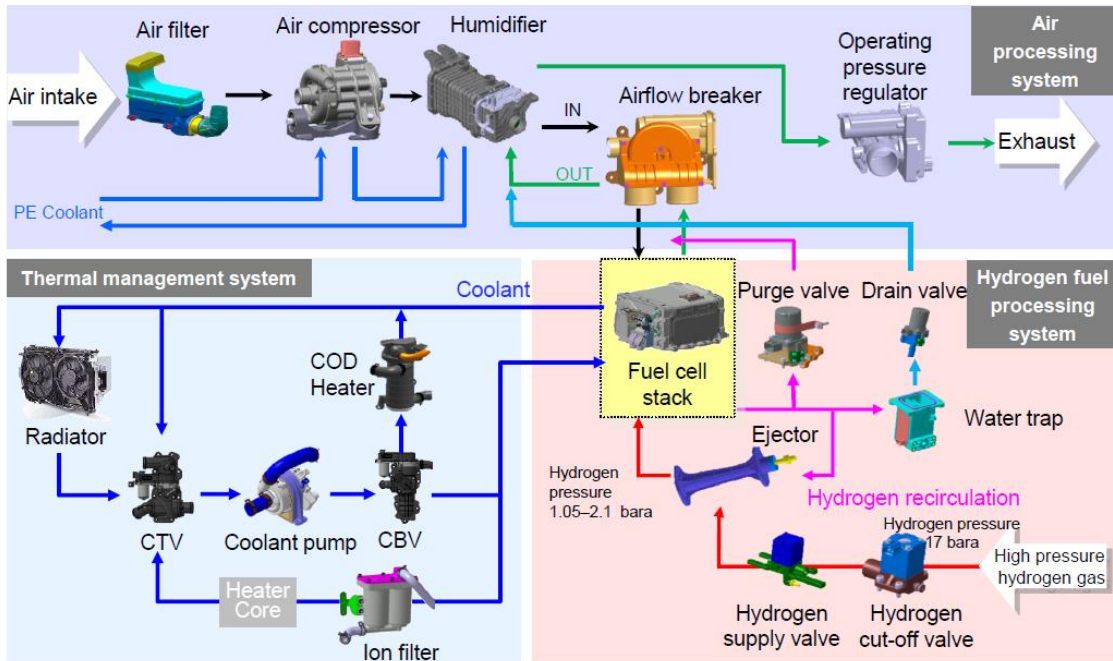 Air filter
Air compressor
Humidifier
Operating
pressure
regulator
Air
processing
system
Air intake
IN
Airflow breaker
Exhaust
OUT
PE Coolant
Thermal management system
Coolant
Purge valve
Drain valve
Hydrogen fuel
processing
system
COD
Heater
Fuel cell
stack
Radiator
Ejector
Water trap
Hydrogen
pressure
1.05–2.1 bara
Hydrogen recirculation
Hydrogen pressure
17 bara
CTV
Coolant pump
CBV
High pressure
hydrogen gas
Heater
Core
Ion filter
Hydrogen
supply valve
Hydrogen
cut-off valve